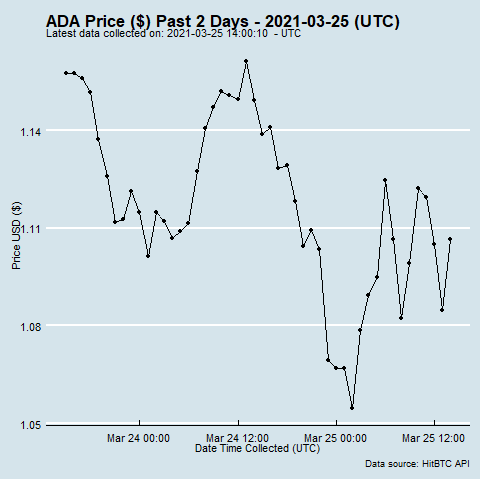 ADA Price ($) Past 2 Days - 2021-03-25 (UTC)
Latest data collected on: 2021-03-25 14:00:10  - UTC
1.14
1.11
1.08
1.05
Price USD ($)
Mar 24 00:00 Mar 24 12:00 Mar 25 00:00 Mar 25 12:00
Date Time Collected (UTC)
Data source: HitBTC API